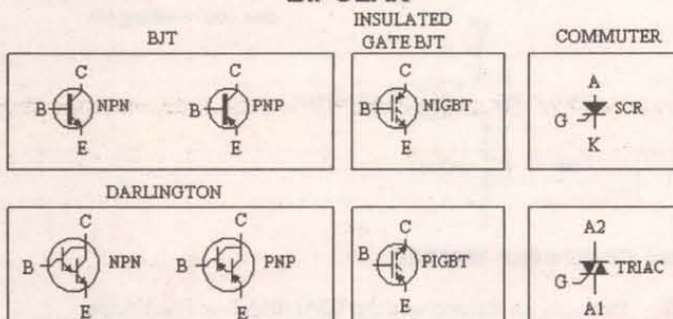 INSULATED
BJT GATE BJT COMMUTER
C C C A
B NPN B PNP B NIGBT G SCR
E E E K
DARLINGTON
C C C A2
B NPN B PNP B PIGBT G TRIAC
E E E A1